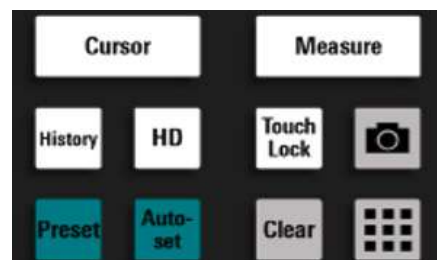 Cursor
Measure
History
HD
Touch
Lock
Preset
Auto-
set
Clear